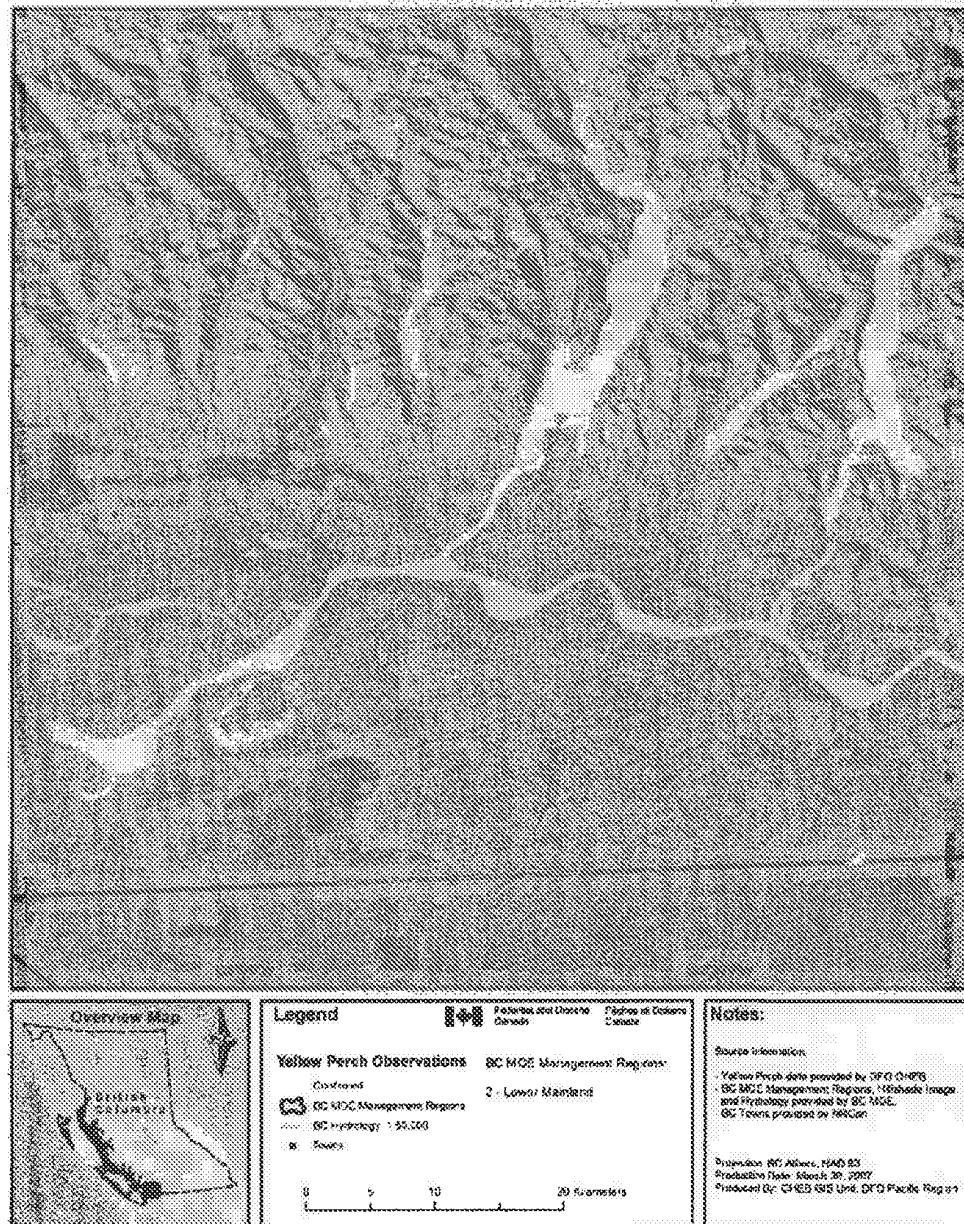 Overview Map
British
Columbia
Legend
Fisheries and Oceans
Canada
Pêches et Océans
Canada
Yellow Perch Observations
Confirmed
BC MOE Management Regions
BC Hydrology 1:50,000
Towns
BC MOE Management Regions
2 - Lower Mainland
0 5 10 20 Kilometers
Notes:
Source Information:
- Yellow Perch data provided by DFO OHEB
- BC MOE Management Regions, Hillshade Image
and Hydrology provided by BC MOE.
BC Towns provided by NRCan
Projection: BC Albers, NAD 83
Production Date: March 30, 2007
Produced By: OHEB GIS Unit, DFO Pacific Region